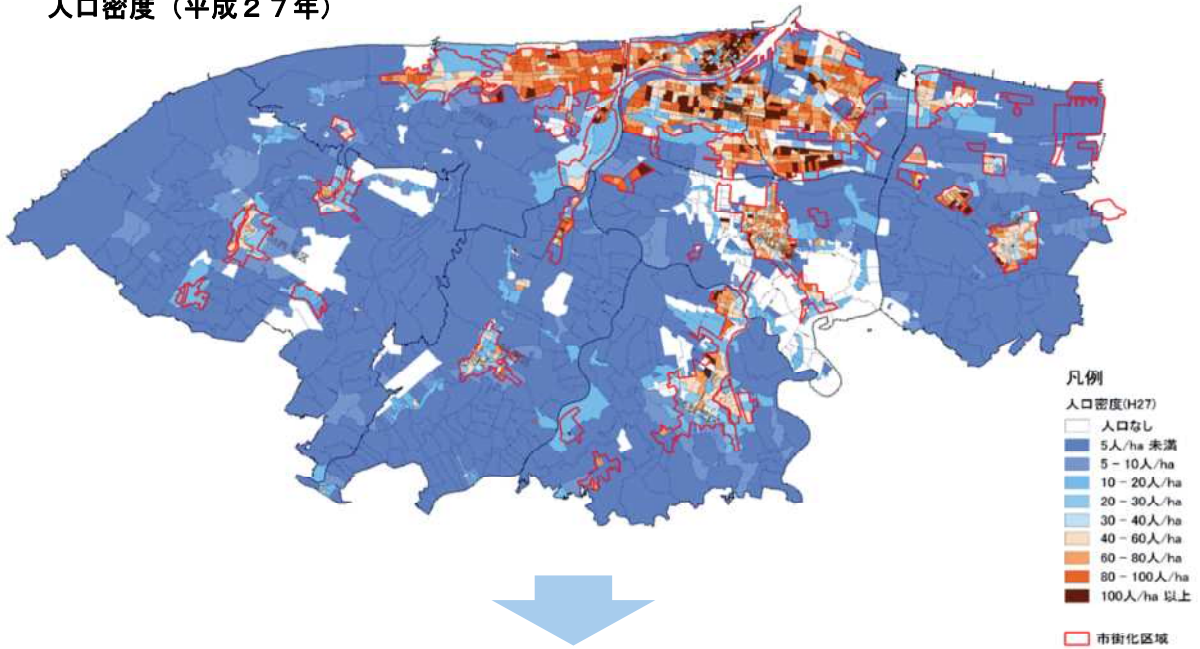 人口密度（平成２７年）
凡例
人口密度(H27)
人口なし
5人/ha 未満
5 - 10人/ha
10 - 20人/ha
20 - 30人/ha
30 - 40人/ha
40 - 60人/ha
60 - 80人/ha
80 - 100人/ha
100人/ha 以上
市街化区域